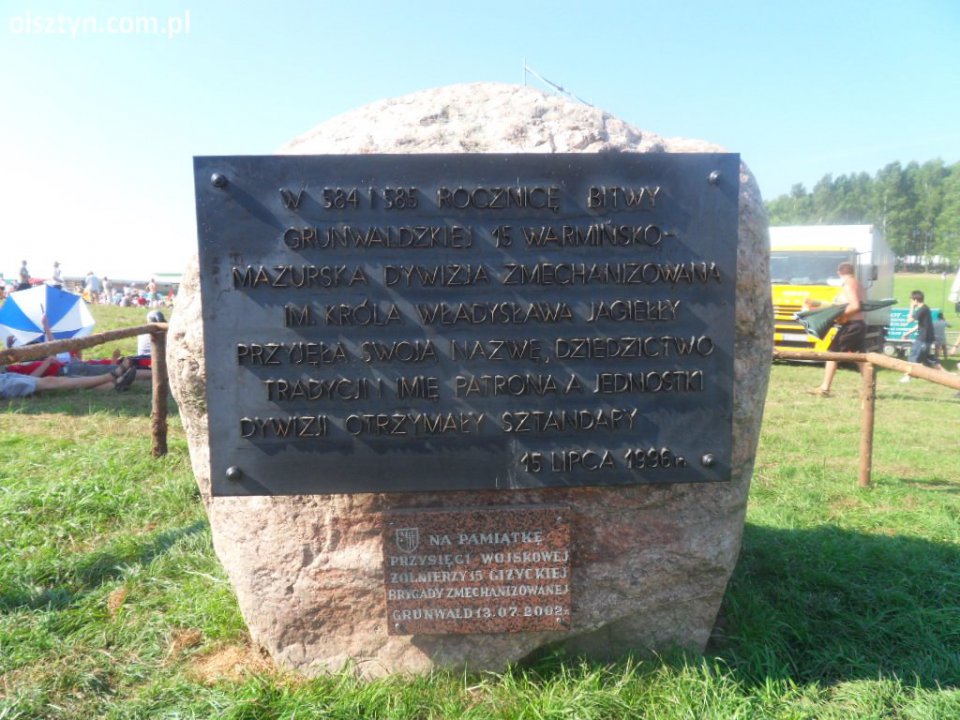 olsztyn.com.pl
W 584 I 585 ROCZNICĘ BITWY
GRUNWALDZKIEJ 15 WARMIŃSKO-
MAZURSKA DYWIZJA ZMECHANIZOWANA
IM. KRÓLA WŁADYSŁAWA JAGIEŁŁY
PRZYJĘŁA SWOJĄ NAZWĘ, DZIEDZICTWO
TRADYCJI I IMIĘ PATRONA A JEDNOSTKI
DYWIZJI OTRZYMAŁY SZTANDARY
15 LIPCA 1996 r.
NA PAMIĄTKĘ
PRZYSIĘGI WOJSKOWEJ
ŻOŁNIERZY 15 GIŻYCKIEJ
BRYGADY ZMECHANIZOWANEJ
GRUNWALD 13.07.2002r.